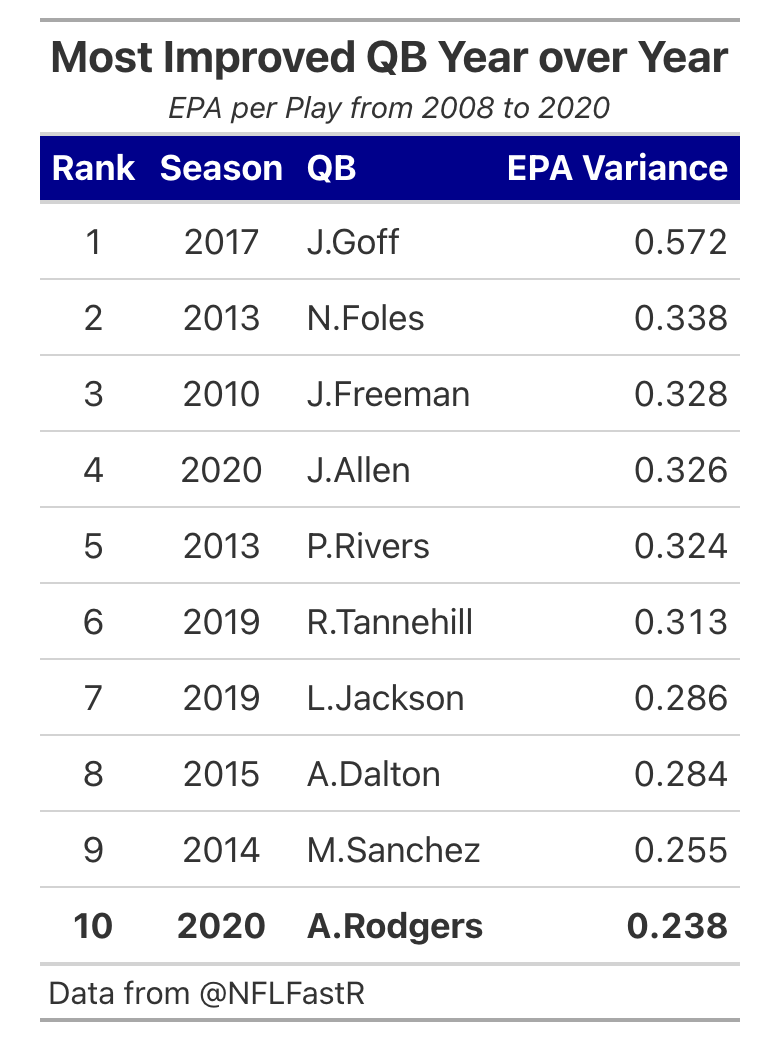 Most Improved QB Year over Year
EPA per Play from 2008 to 2020
Rank Season QB EPA Variance
1 2017 J.Goff 0.572
2 2013 N.Foles 0.338
3 2010 J.Freeman 0.328
4 2020 J.Allen 0.326
5 2013 P.Rivers 0.324
6 2019 R.Tannehill 0.313
7 2019 L.Jackson 0.286
8 2015 A.Dalton 0.284
9 2014 M.Sanchez 0.255
10 2020 A.Rodgers 0.238
Data from @NFLFastR